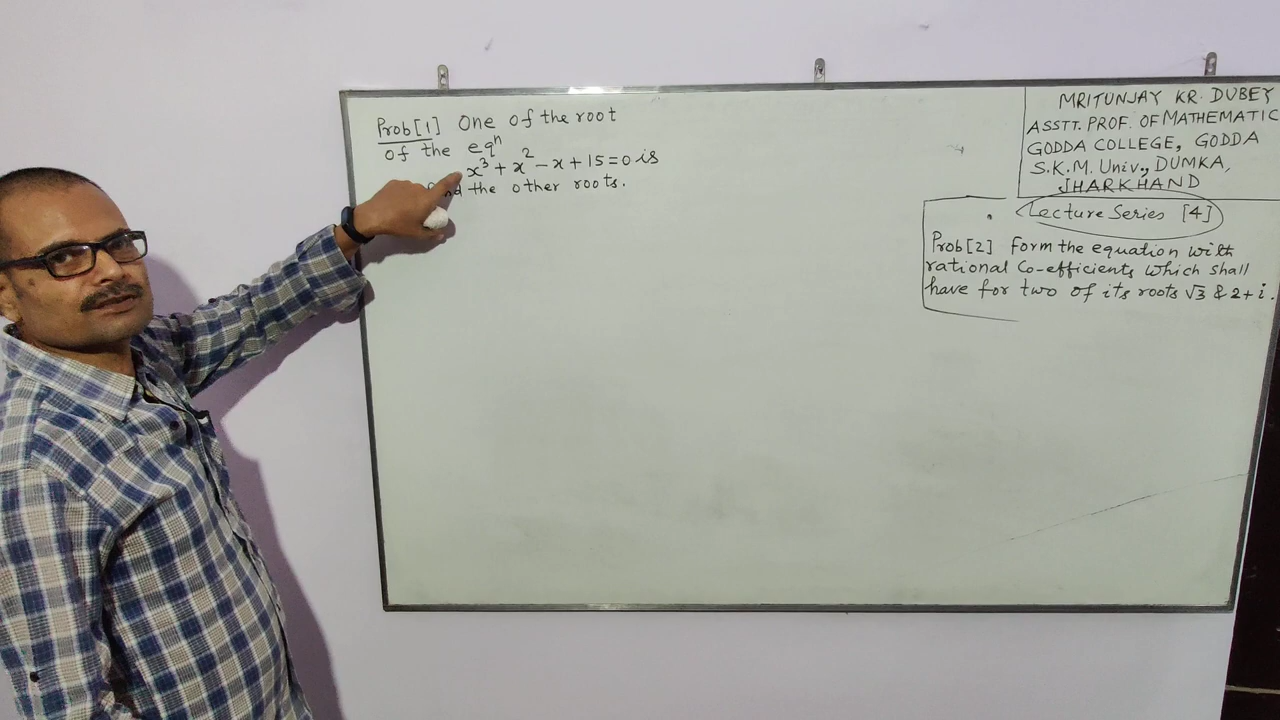 Prob[1] One of the root
of the eqⁿ
x³ + x² - x + 15 = 0 is
the other roots.
MRITUNJAY KR. DUBEY
ASSTT. PROF. OF MATHEMATIC
GODDA COLLEGE, GODDA
S.K.M. Univ., DUMKA,
JHARKHAND
Lecture Series [4]
Prob[2] Form the equation with
rational Co-efficients which shall
have for two of its roots √3 & 2+i.